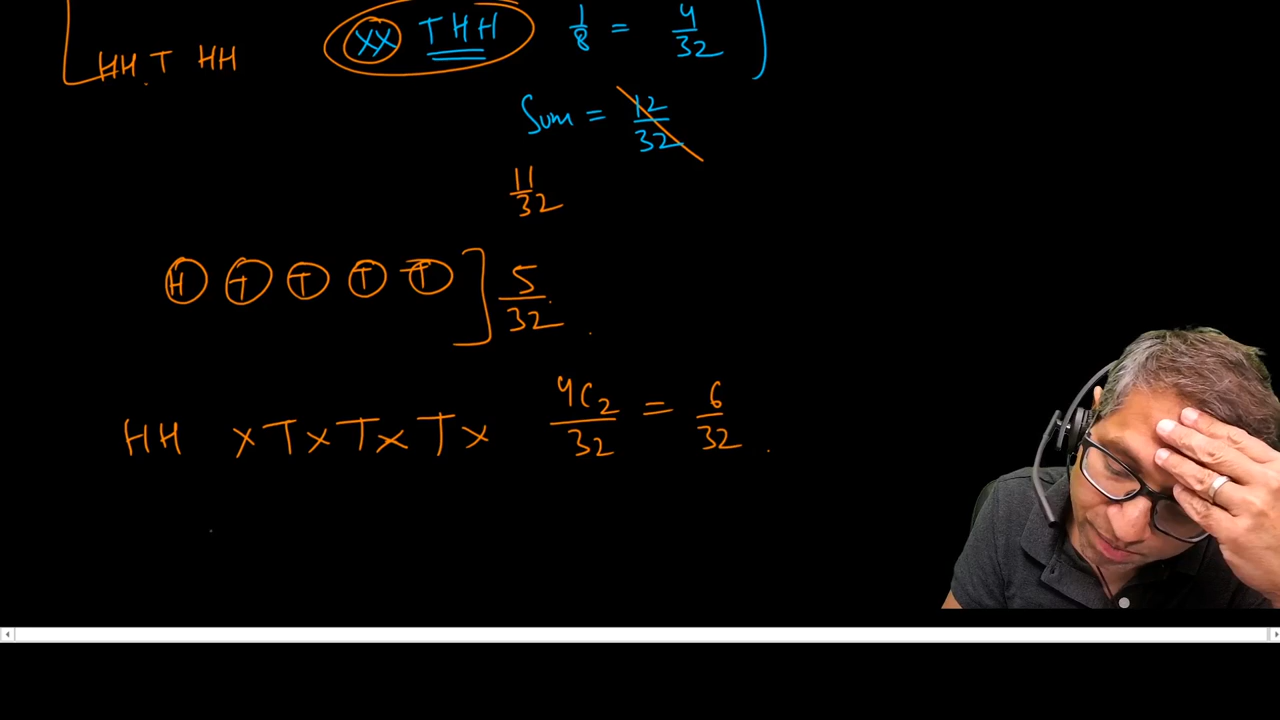 HH T HH XX THH 1/8 = 4/32
Sum = 12/32
11/32
H T T T T ] 5/32
HH xTxTxTx 4C2/32 = 6/32